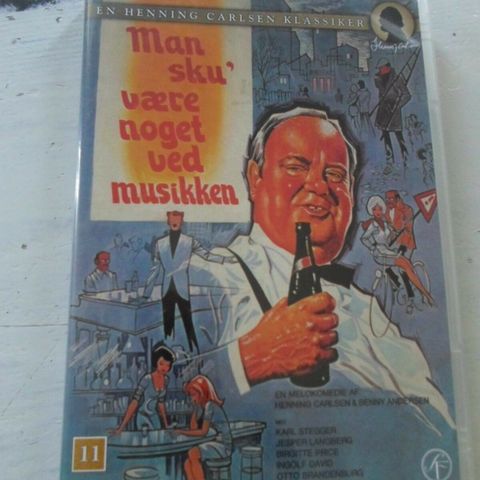 EN HENNING CARLSEN KLASSIKER
Man
sku'
være
noget
ved
musikken
EN MELOKOMEDIE AF
HENNING CARLSEN & BENNY ANDERSEN
KARL STEGGER
JESPER LANGBERG
BIRGITTE PRICE
INGOLF DAVID
OTTO BRANDENBURG
11
SF